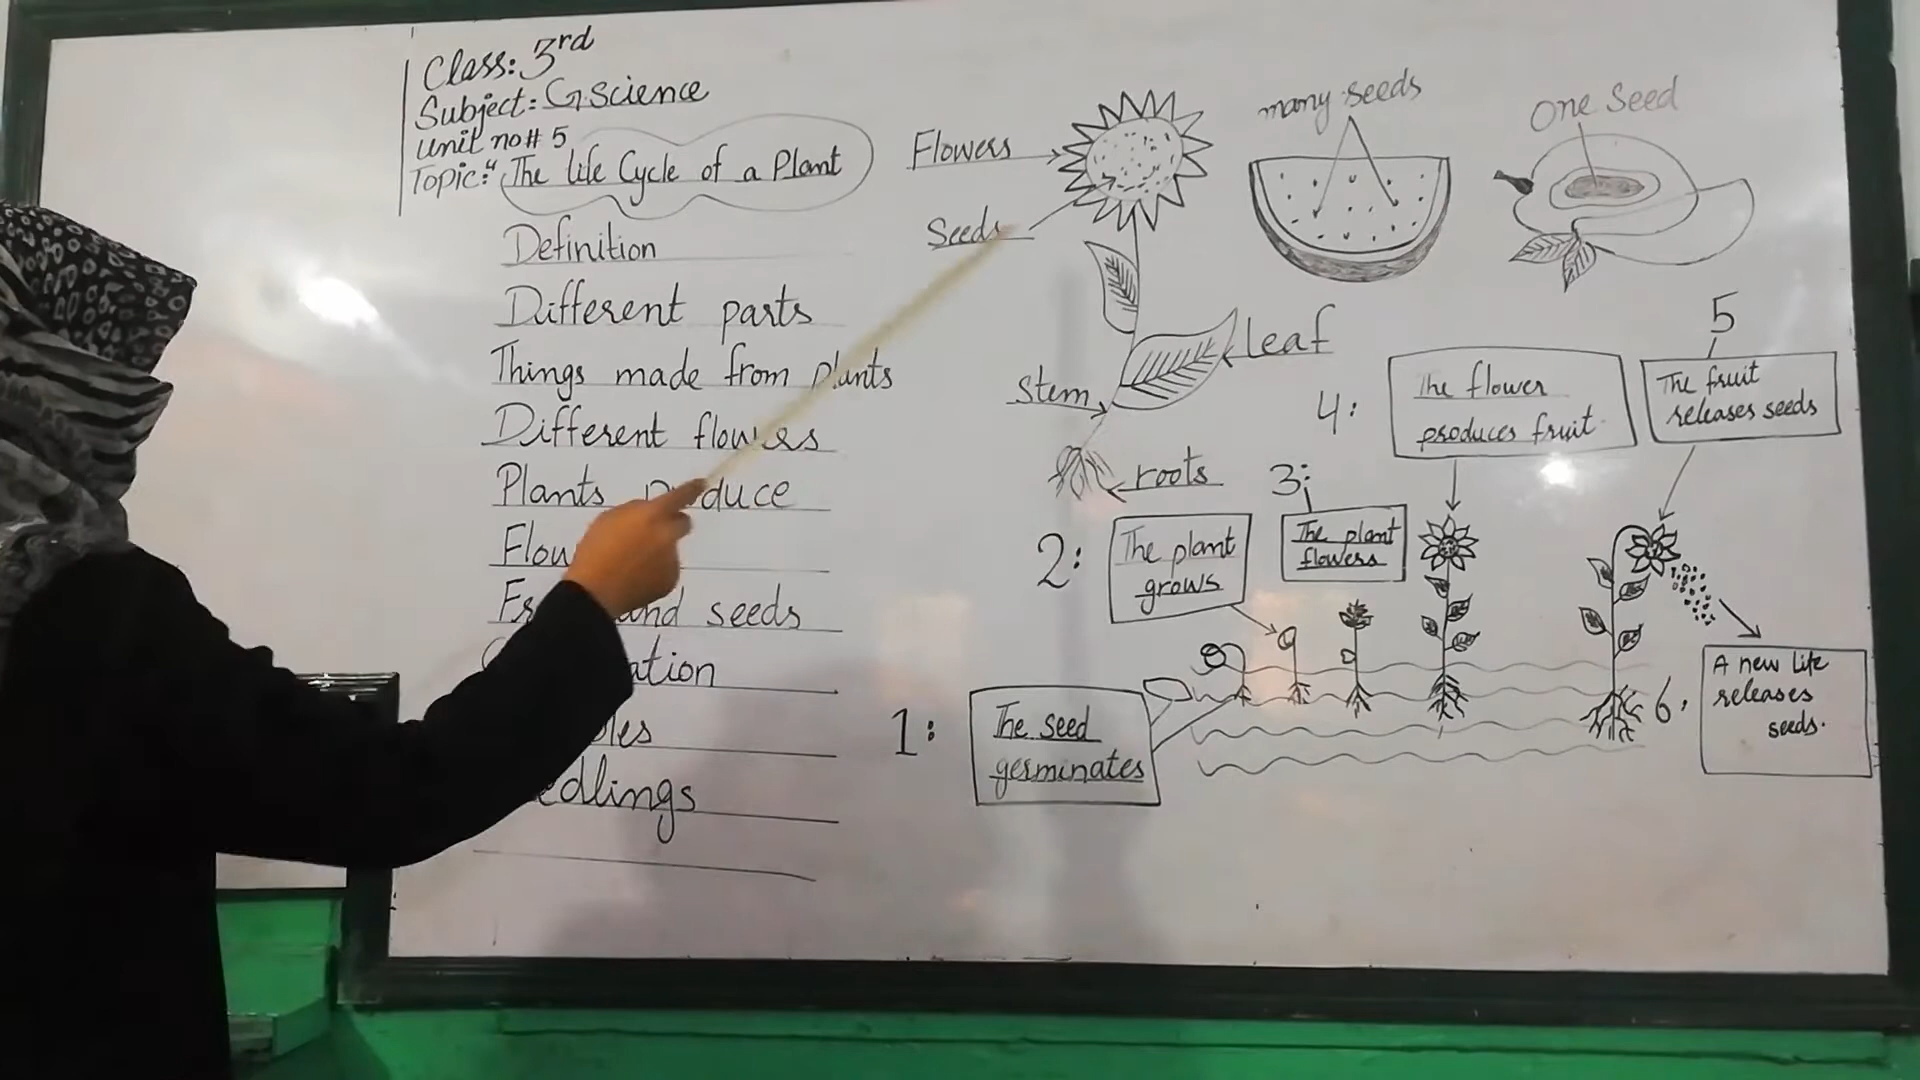 Class: 3rd
Subject: G.Science
Unit no# 5
Topic:" The life Cycle of a Plant
Definition
Different parts
Things made from plants
Different flowers
Plants produce
and seeds
Flowers
Seeds
many seeds
One Seed
leaf
Stem
roots
1:
The seed
germinates
2:
The plant
grows
3:
The plant
flowers
4:
The flower
produces fruit.
5
The fruit
releases seeds
6.
A new life
releases
seeds.